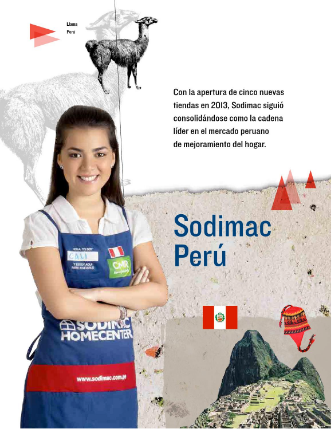 Llama
Perú
Con la apertura de cinco nuevas
tiendas en 2013, Sodimac siguió
consolidándose como la cadena
líder en el mercado peruano
de mejoramiento del hogar.
Sodimac
Perú
CMR
SODIMAC
HOMECENTER
www.sodimac.com.pe